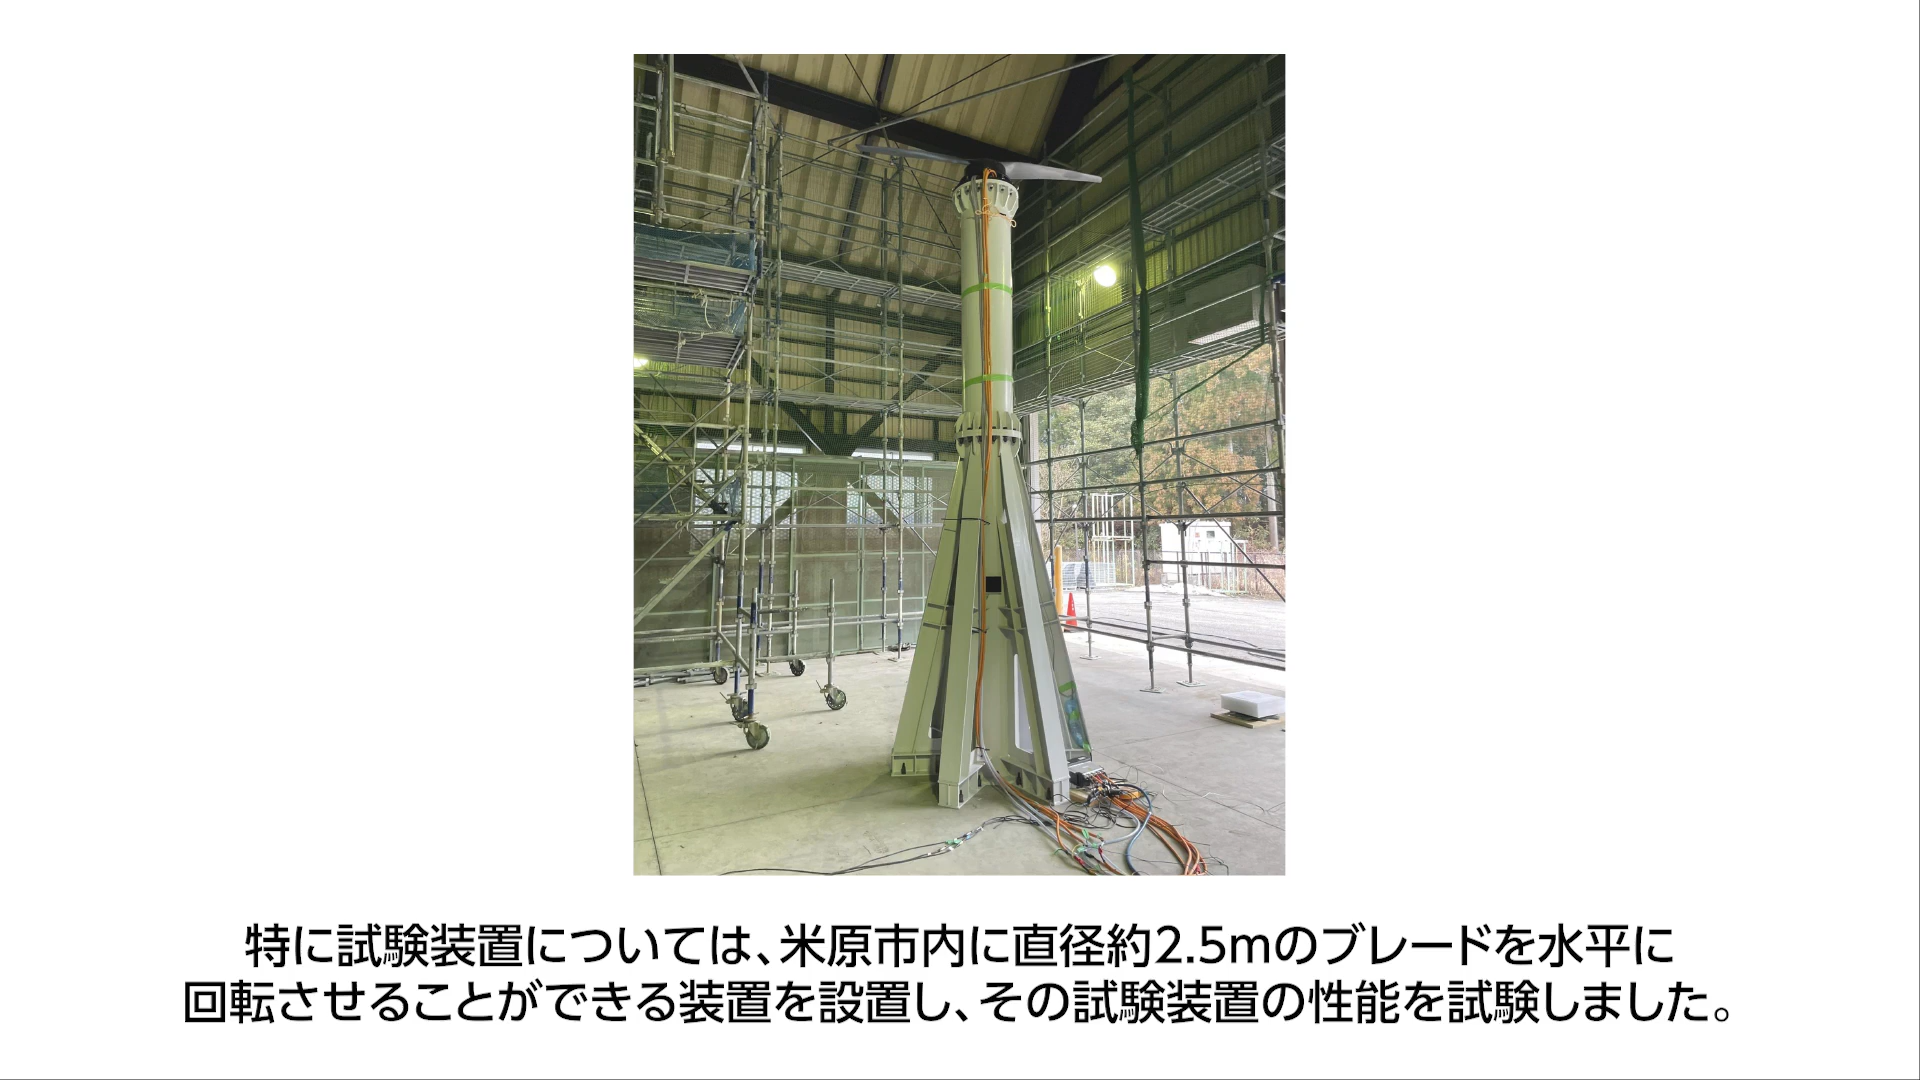 特に試験装置については、米原市内に直径約2.5mのブレードを水平に
回転させることができる装置を設置し、その試験装置の性能を試験しました。